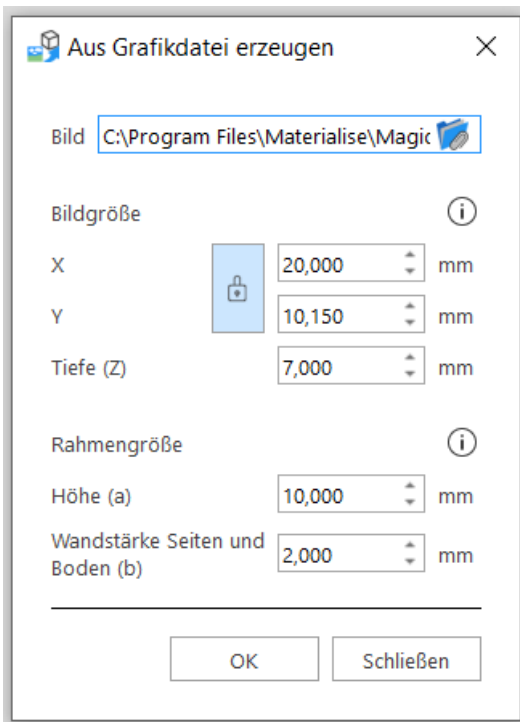 Aus Grafikdatei erzeugen
Bild C:\Program Files\Materialise\Magic
Bildgröße
X 20,000 mm
Y 10,150 mm
Tiefe (Z) 7,000 mm
Rahmengröße
Höhe (a) 10,000 mm
Wandstärke Seiten und
Boden (b) 2,000 mm
OK Schließen